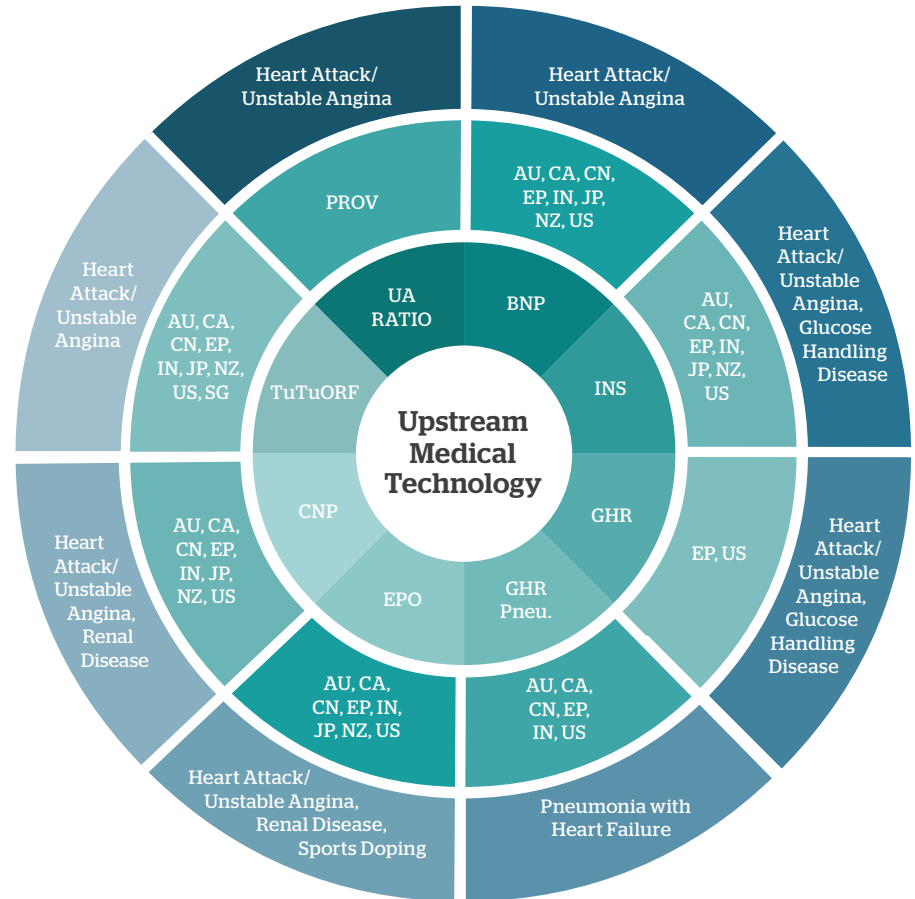 Heart Attack/
Unstable Angina
Heart Attack/
Unstable Angina
Heart
Attack/
Unstable
Angina,
Glucose
Handling
Disease
Heart
Attack/
Unstable
Angina,
Glucose
Handling
Disease
Pneumonia with
Heart Failure
Heart Attack/
Unstable Angina,
Renal Disease,
Sports Doping
Heart
Attack/
Unstable
Angina,
Renal
Disease
Heart
Attack/
Unstable
Angina
PROV
AU, CA, CN,
EP, IN, JP,
NZ, US
AU,
CA, CN,
EP, IN,
JP, NZ,
US
EP, US
AU, CA,
CN, EP,
IN, US
AU, CA,
CN, EP, IN,
JP, NZ, US
AU, CA,
CN, EP,
IN, JP,
NZ, US
AU, CA,
CN, EP,
IN, JP, NZ,
US, SG
UA
RATIO
BNP
INS
GHR
GHR
Pneu.
EPO
CNP
TuTuORF
Upstream
Medical
Technology